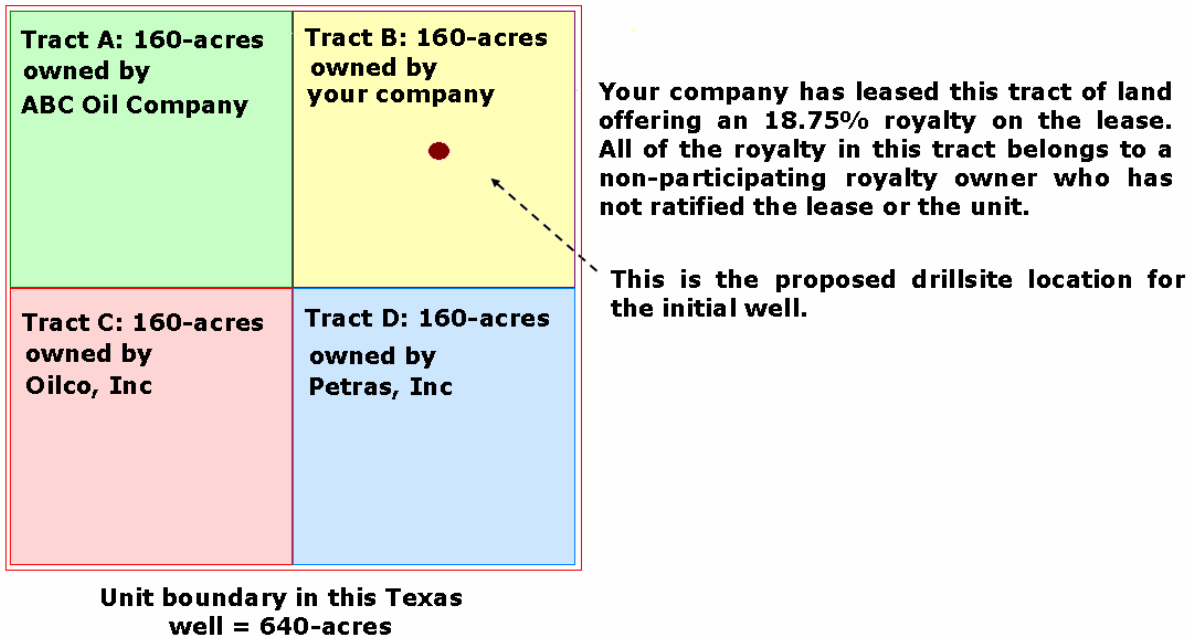 Tract A: 160-acres
owned by
ABC Oil Company
Tract B: 160-acres
owned by
your company
Your company has leased this tract of land
offering an 18.75% royalty on the lease.
All of the royalty in this tract belongs to a
non-participating royalty owner who has
not ratified the lease or the unit.
This is the proposed drillsite location for
the initial well.
Tract C: 160-acres
owned by
Oilco, Inc
Tract D: 160-acres
owned by
Petras, Inc
Unit boundary in this Texas
well = 640-acres